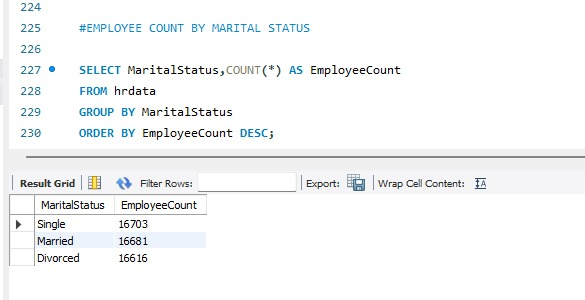 224
225 #EMPLOYEE COUNT BY MARITAL STATUS
226
227 SELECT MaritalStatus,COUNT(*) AS EmployeeCount
228 FROM hrdata
229 GROUP BY MaritalStatus
230 ORDER BY EmployeeCount DESC;
Result Grid Filter Rows: Export: Wrap Cell Content: IA
MaritalStatus EmployeeCount
Single 16703
Married 16681
Divorced 16616